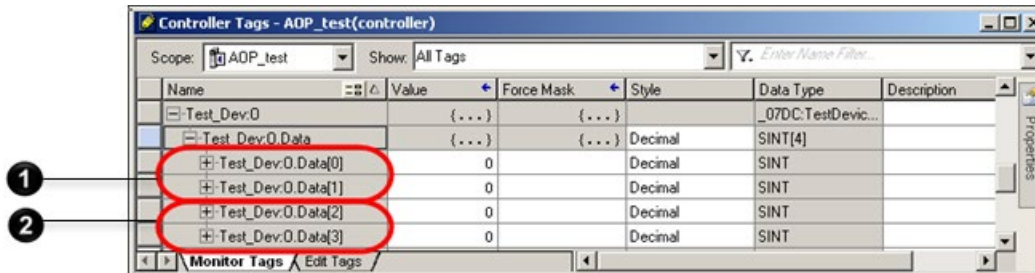 Controller Tags - AOP_test(controller)
Scope: AOP_test Show: All Tags Enter Name Filter...
Name Value Force Mask Style Data Type Description
Test_Dev:O {...} {...} _07DC:TestDevic...
Test_Dev:O.Data {...} {...} Decimal SINT[4]
1 Test_Dev:O.Data[0] 0 Decimal SINT
Test_Dev:O.Data[1] 0 Decimal SINT
2 Test_Dev:O.Data[2] 0 Decimal SINT
Test_Dev:O.Data[3] 0 Decimal SINT
Monitor Tags Edit Tags
Properties